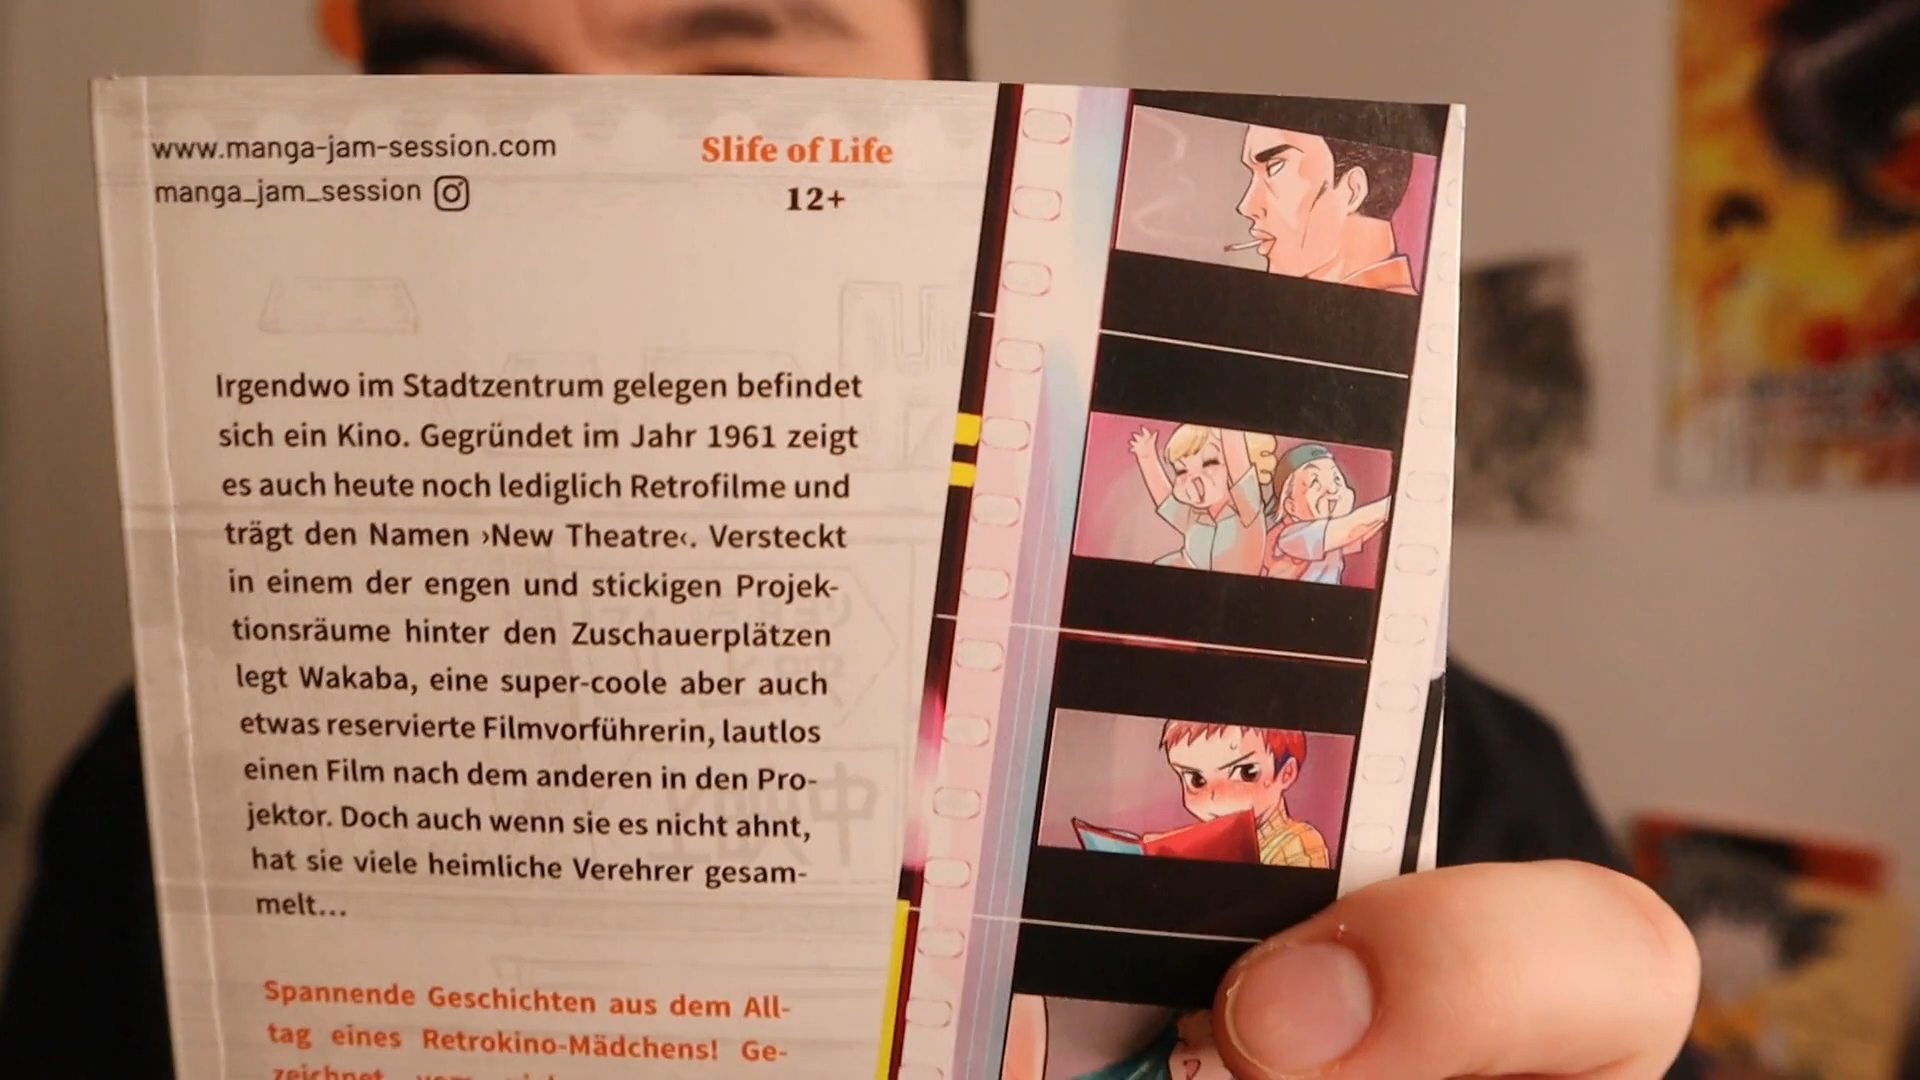 www.manga-jam-session.com
manga_jam_session
Slife of Life
12+
Irgendwo im Stadtzentrum gelegen befindet
sich ein Kino. Gegründet im Jahr 1961 zeigt
es auch heute noch lediglich Retrofilme und
trägt den Namen ›New Theatre‹. Versteckt
in einem der engen und stickigen Projek-
tionsräume hinter den Zuschauerplätzen
legt Wakaba, eine super-coole aber auch
etwas reservierte Filmvorführerin, lautlos
einen Film nach dem anderen in den Pro-
jektor. Doch auch wenn sie es nicht ahnt,
hat sie viele heimliche Verehrer gesam-
melt...
Spannende Geschichten aus dem All-
tag eines Retrokino-Mädchens! Ge-
zeichnet